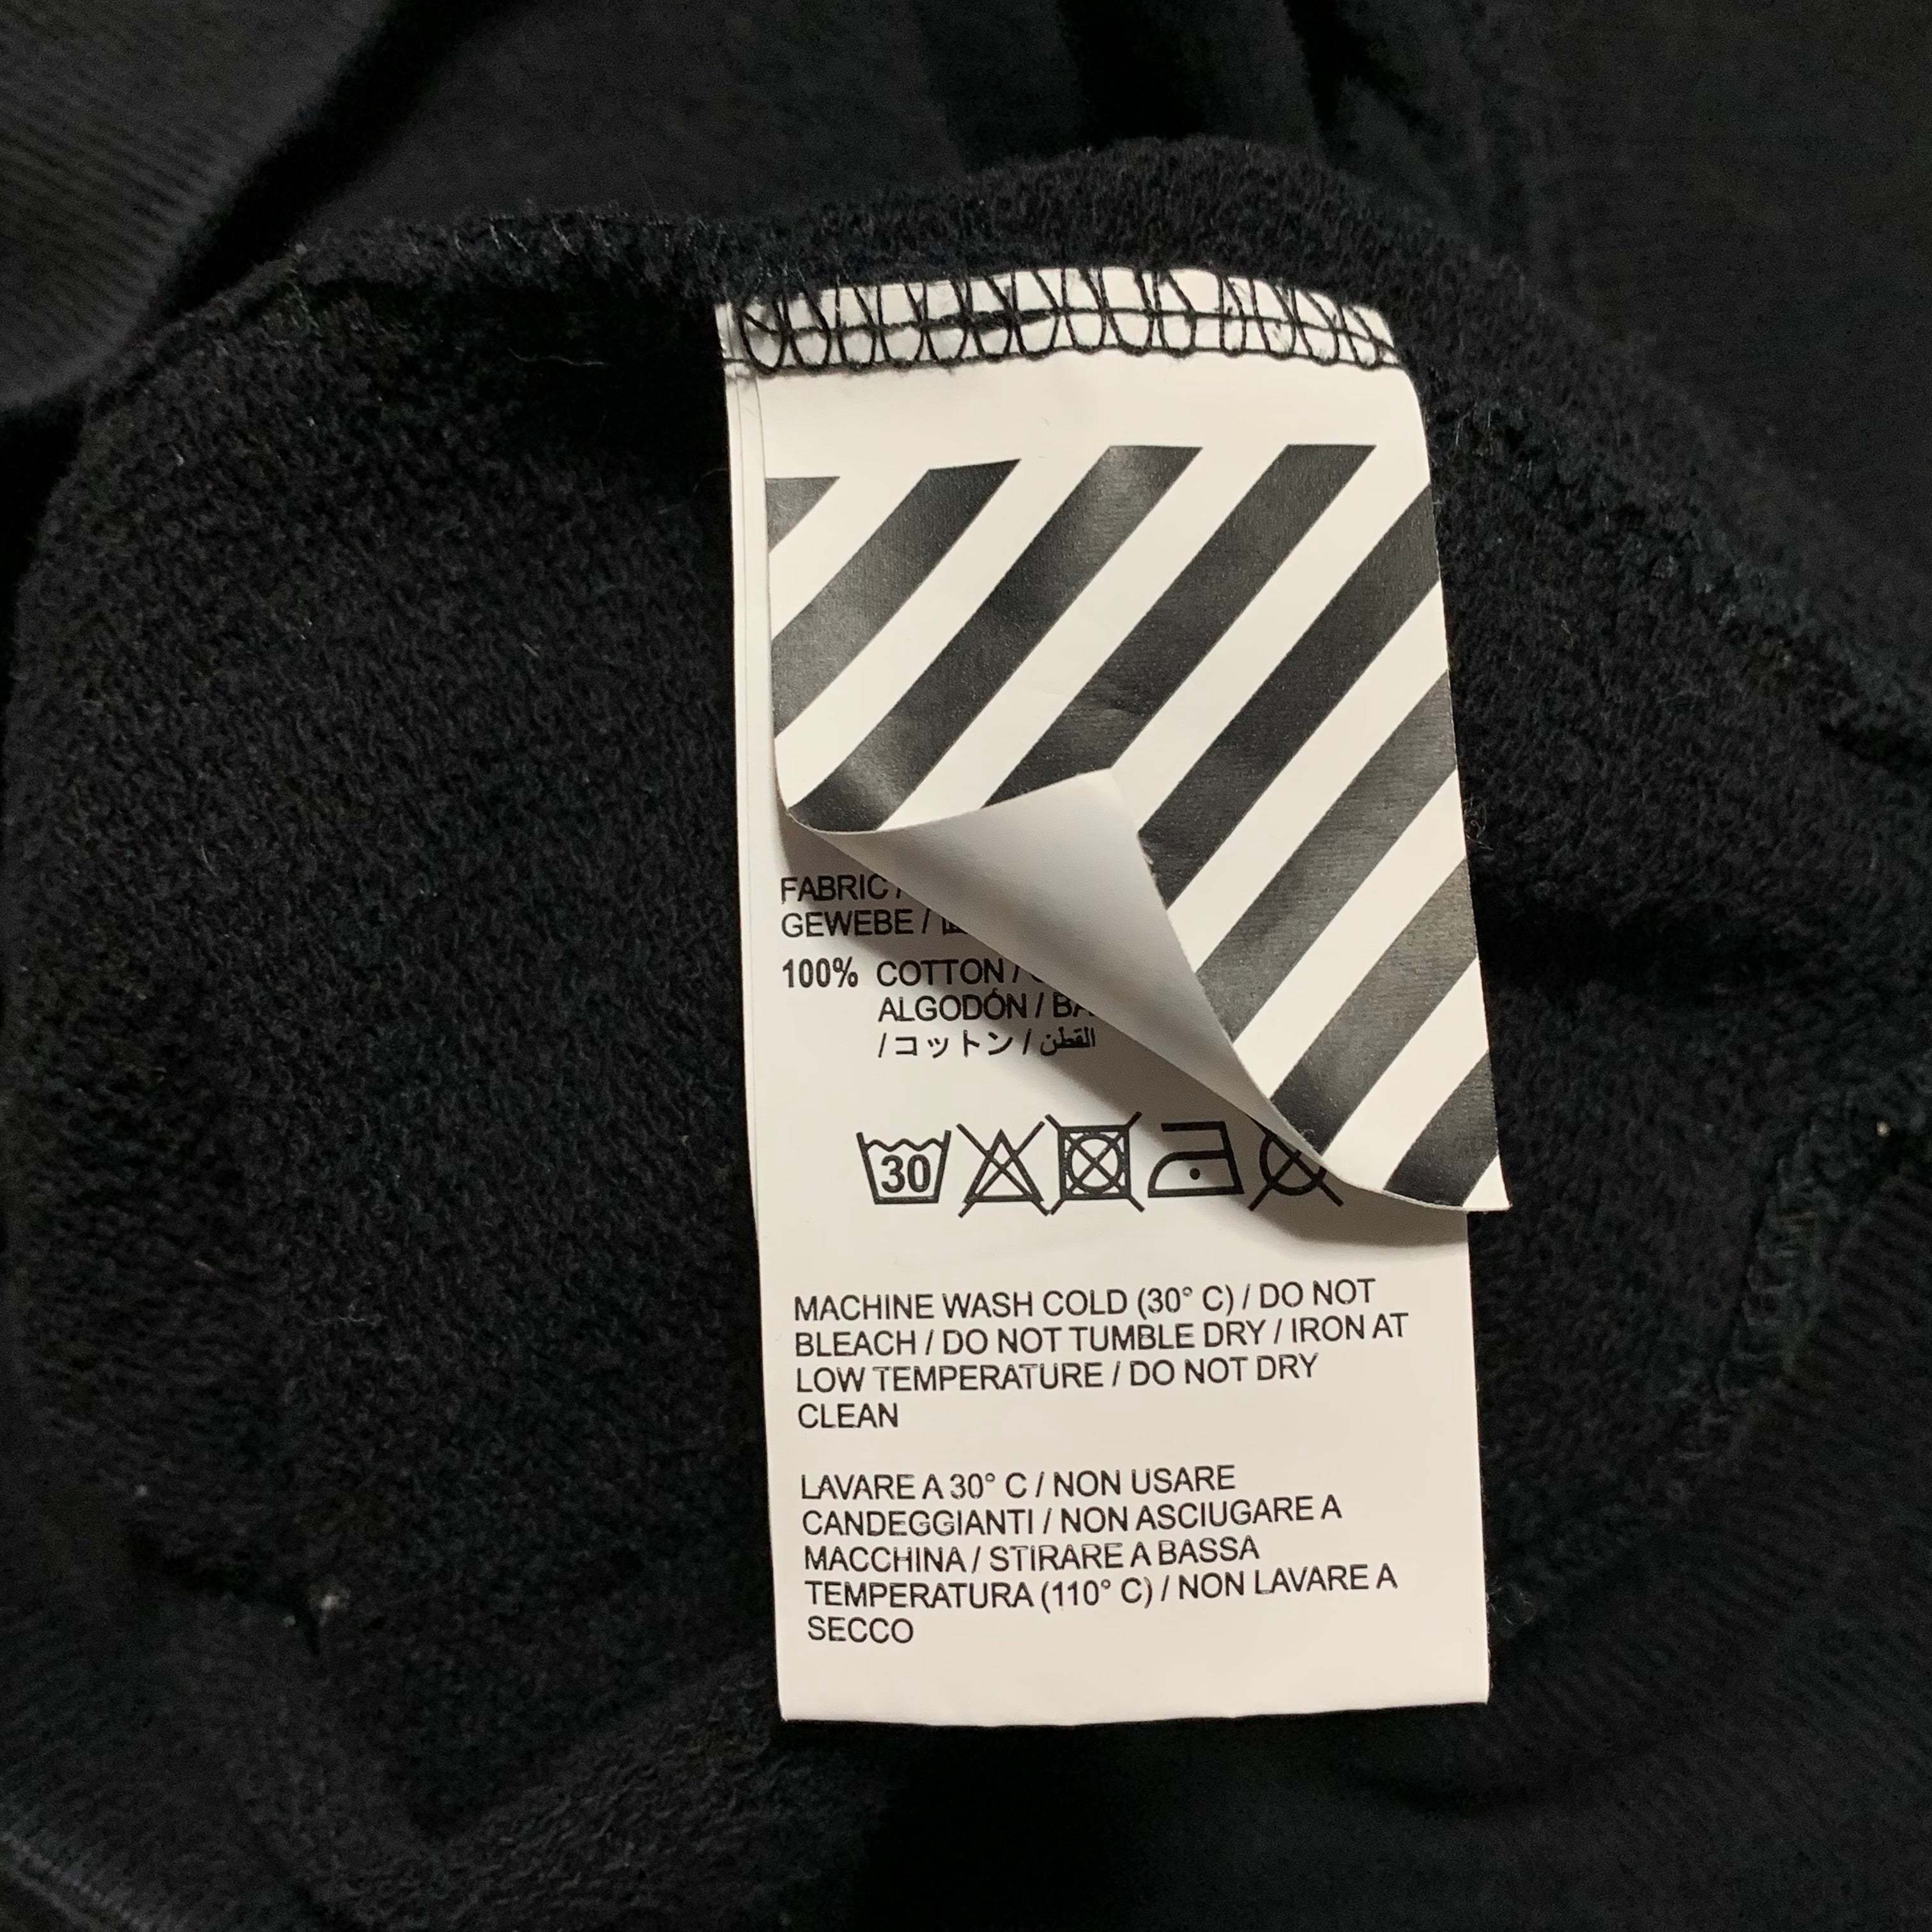 FABRIC /
GEWEBE /
100% COTTON /
ALGODÓN /
/ コットン / القطن
30
MACHINE WASH COLD (30° C) / DO NOT
BLEACH / DO NOT TUMBLE DRY / IRON AT
LOW TEMPERATURE / DO NOT DRY
CLEAN
LAVARE A 30° C / NON USARE
CANDEGGIANTI / NON ASCIUGARE A
MACCHINA / STIRARE A BASSA
TEMPERATURA (110° C) / NON LAVARE A
SECCO